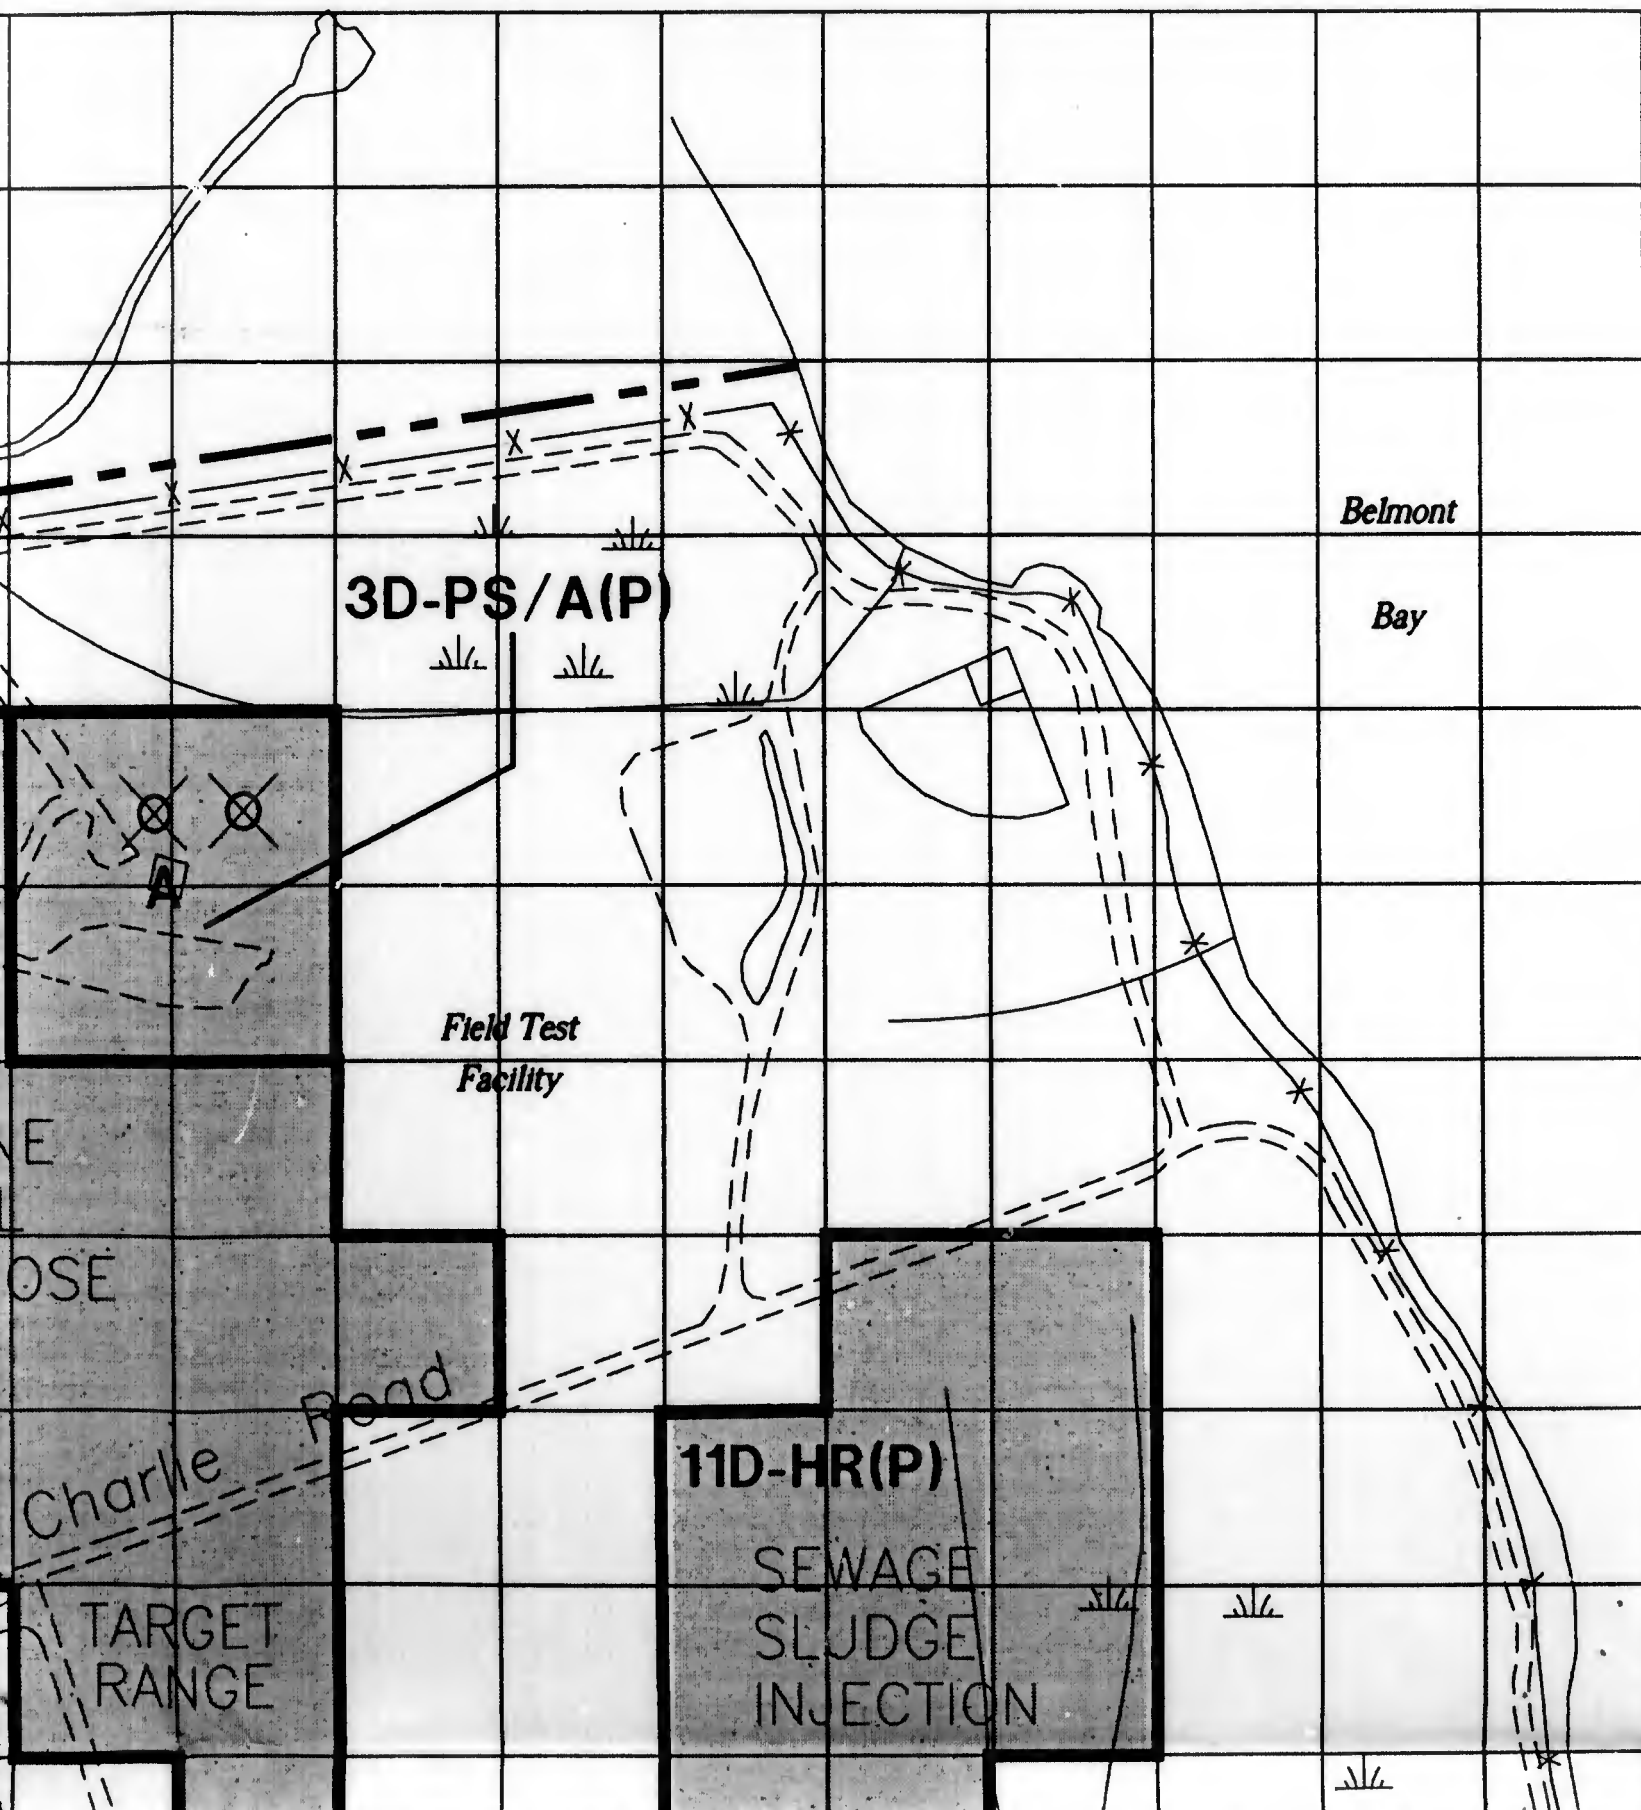 Belmont
Bay
3D-PS/A(P)
A
Field Test
Facility
OSE
Charlie Road
11D-HR(P)
SEWAGE
SLUDGE
INJECTION
TARGET
RANGE